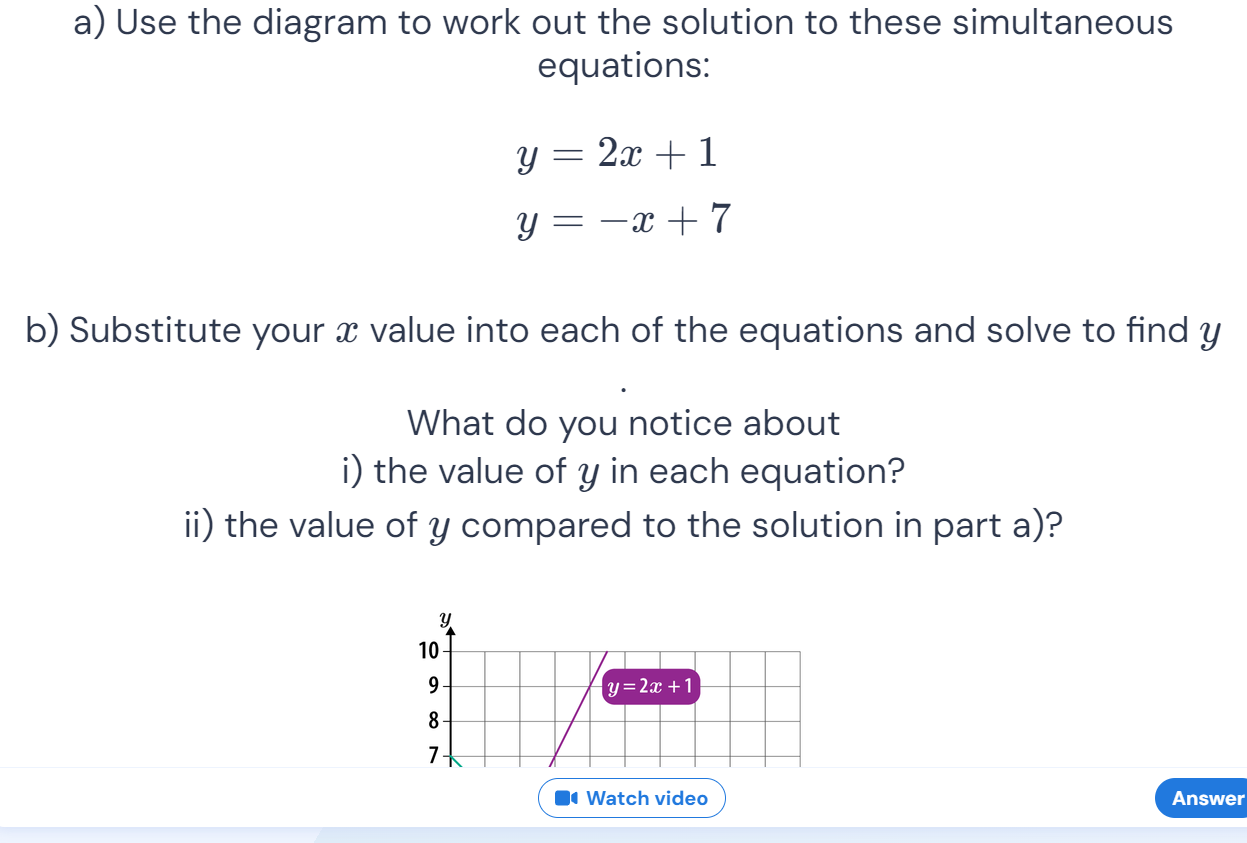 a) Use the diagram to work out the solution to these simultaneous
equations:
y = 2x + 1
y = −x + 7
b) Substitute your x value into each of the equations and solve to find y
.
What do you notice about
i) the value of y in each equation?
ii) the value of y compared to the solution in part a)?
y
10
9
y = 2x + 1
8
7
Watch video
Answer